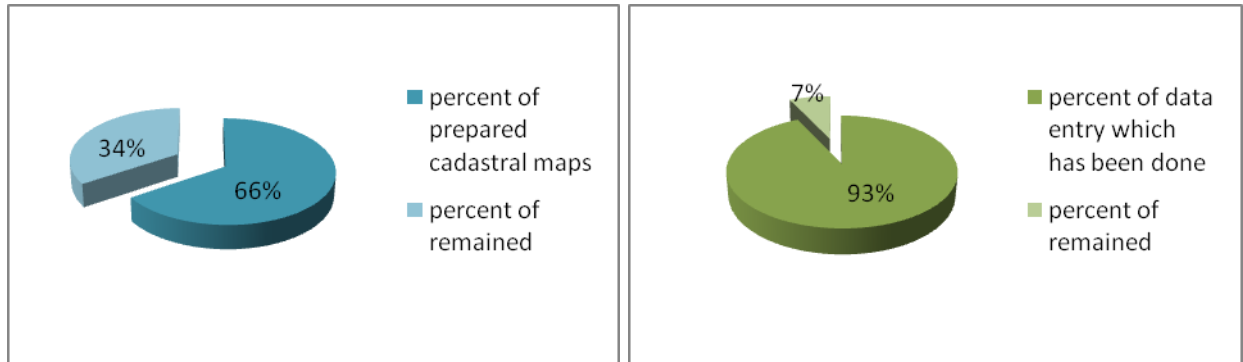 34%
66%
percent of
prepared
cadastral maps
percent of
remained
7%
93%
percent of data
entry which
has been done
percent of
remained